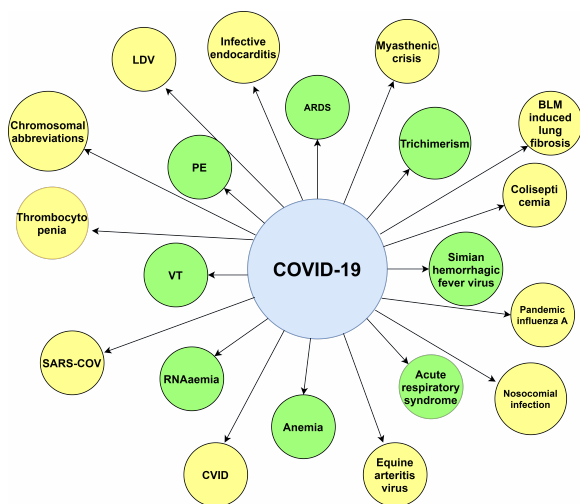 Infective
endocarditis
Myasthenic
crisis
LDV
ARDS
BLM
induced
lung
fibrosis
Chromosomal
abbreviations
Trichimerism
PE
Colisepti
cemia
Thrombocyto
penia
COVID-19
Simian
hemorrhagic
fever virus
VT
Pandemic
influenza A
SARS-COV
RNAaemia
Acute
respiratory
syndrome
Nosocomial
infection
Anemia
CVID
Equine
arteritis
virus